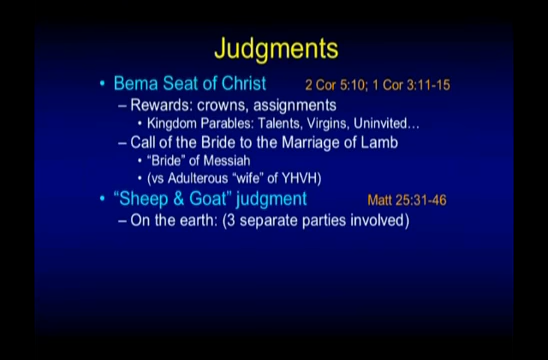 Judgments
• Bema Seat of Christ 2 Cor 5:10; 1 Cor 3:11-15
– Rewards: crowns, assignments
• Kingdom Parables: Talents, Virgins, Uninvited…
– Call of the Bride to the Marriage of Lamb
• “Bride” of Messiah
• (vs Adulterous “wife” of YHVH)
• “Sheep & Goat” judgment Matt 25:31-46
– On the earth: (3 separate parties involved)